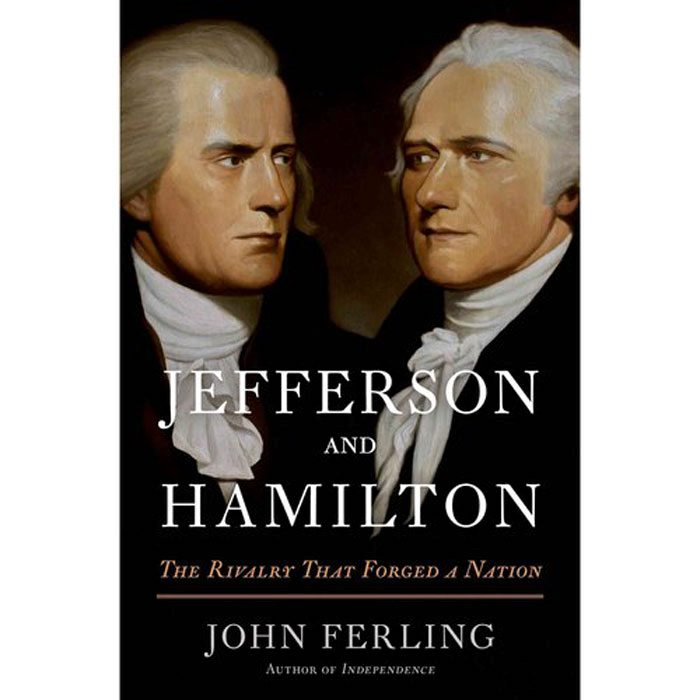 JEFFERSON
AND
HAMILTON
THE RIVALRY THAT FORGED A NATION
JOHN FERLING
AUTHOR OF INDEPENDENCE